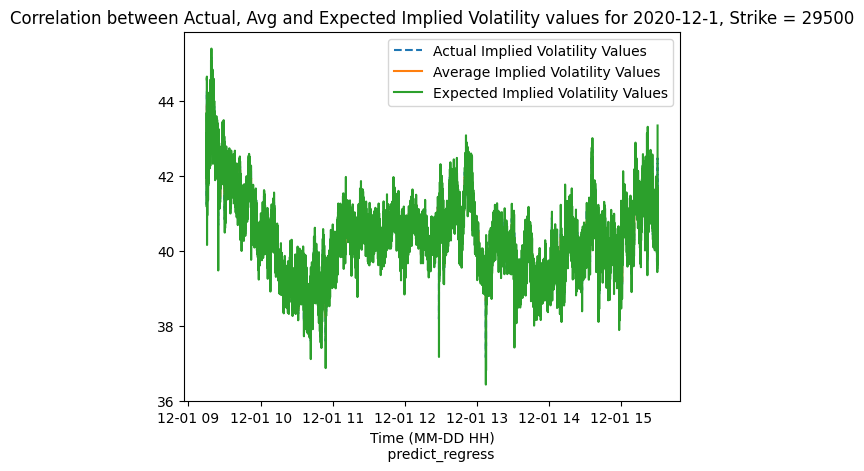 Correlation between Actual, Avg and Expected Implied Volatility values for 2020-12-1, Strike = 29500
Actual Implied Volatility Values
Average Implied Volatility Values
Expected Implied Volatility Values
44
42
40
38
36
12-01 09 12-01 10 12-01 11 12-01 12 12-01 13 12-01 14 12-01 15
Time (MM-DD HH)
predict_regress